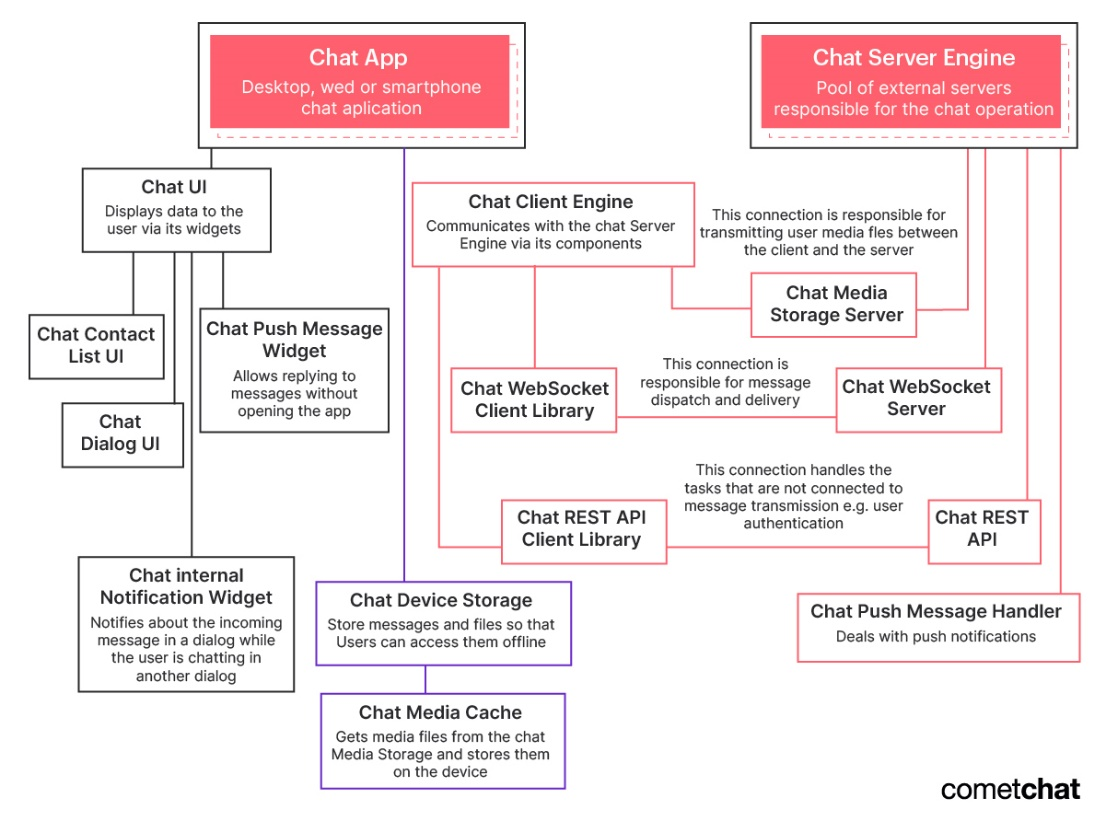 Chat App
Desktop, wed or smartphone
chat aplication
Chat Server Engine
Pool of external servers
responsible for the chat operation
Chat UI
Displays data to the
user via its widgets
Chat Client Engine
Communicates with the chat Server
Engine via its components
This connection is responsible for
transmitting user media fles between
the client and the server
Chat Media
Storage Server
Chat Contact
List UI
Chat Push Message
Widget
Allows replying to
messages without
opening the app
Chat
Dialog UI
Chat WebSocket
Client Library
This connection is
responsible for message
dispatch and delivery
Chat WebSocket
Server
This connection handles the
tasks that are not connected to
message transmission e.g. user
authentication
Chat REST API
Client Library
Chat REST
API
Chat internal
Notification Widget
Notifies about the incoming
message in a dialog while
the user is chatting in
another dialog
Chat Device Storage
Store messages and files so that
Users can access them offline
Chat Push Message Handler
Deals with push notifications
Chat Media Cache
Gets media files from the chat
Media Storage and stores them
on the device
cometchat